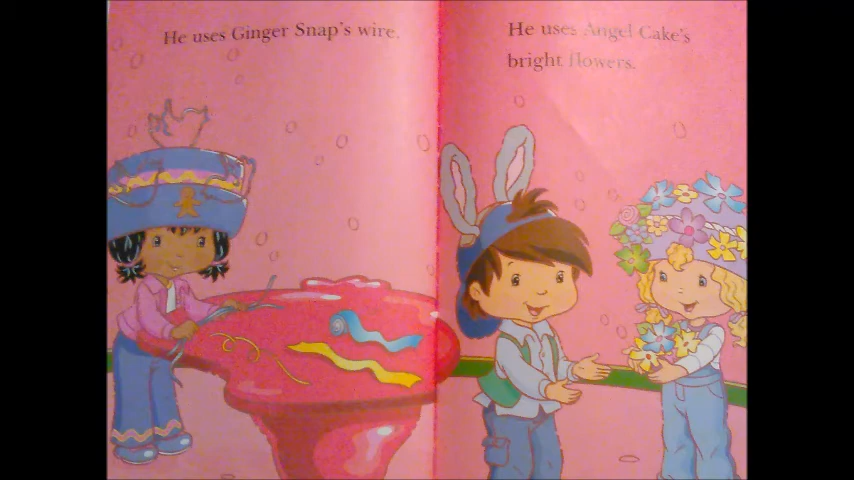 He uses Ginger Snap's wire.
He uses Angel Cake's
bright flowers.